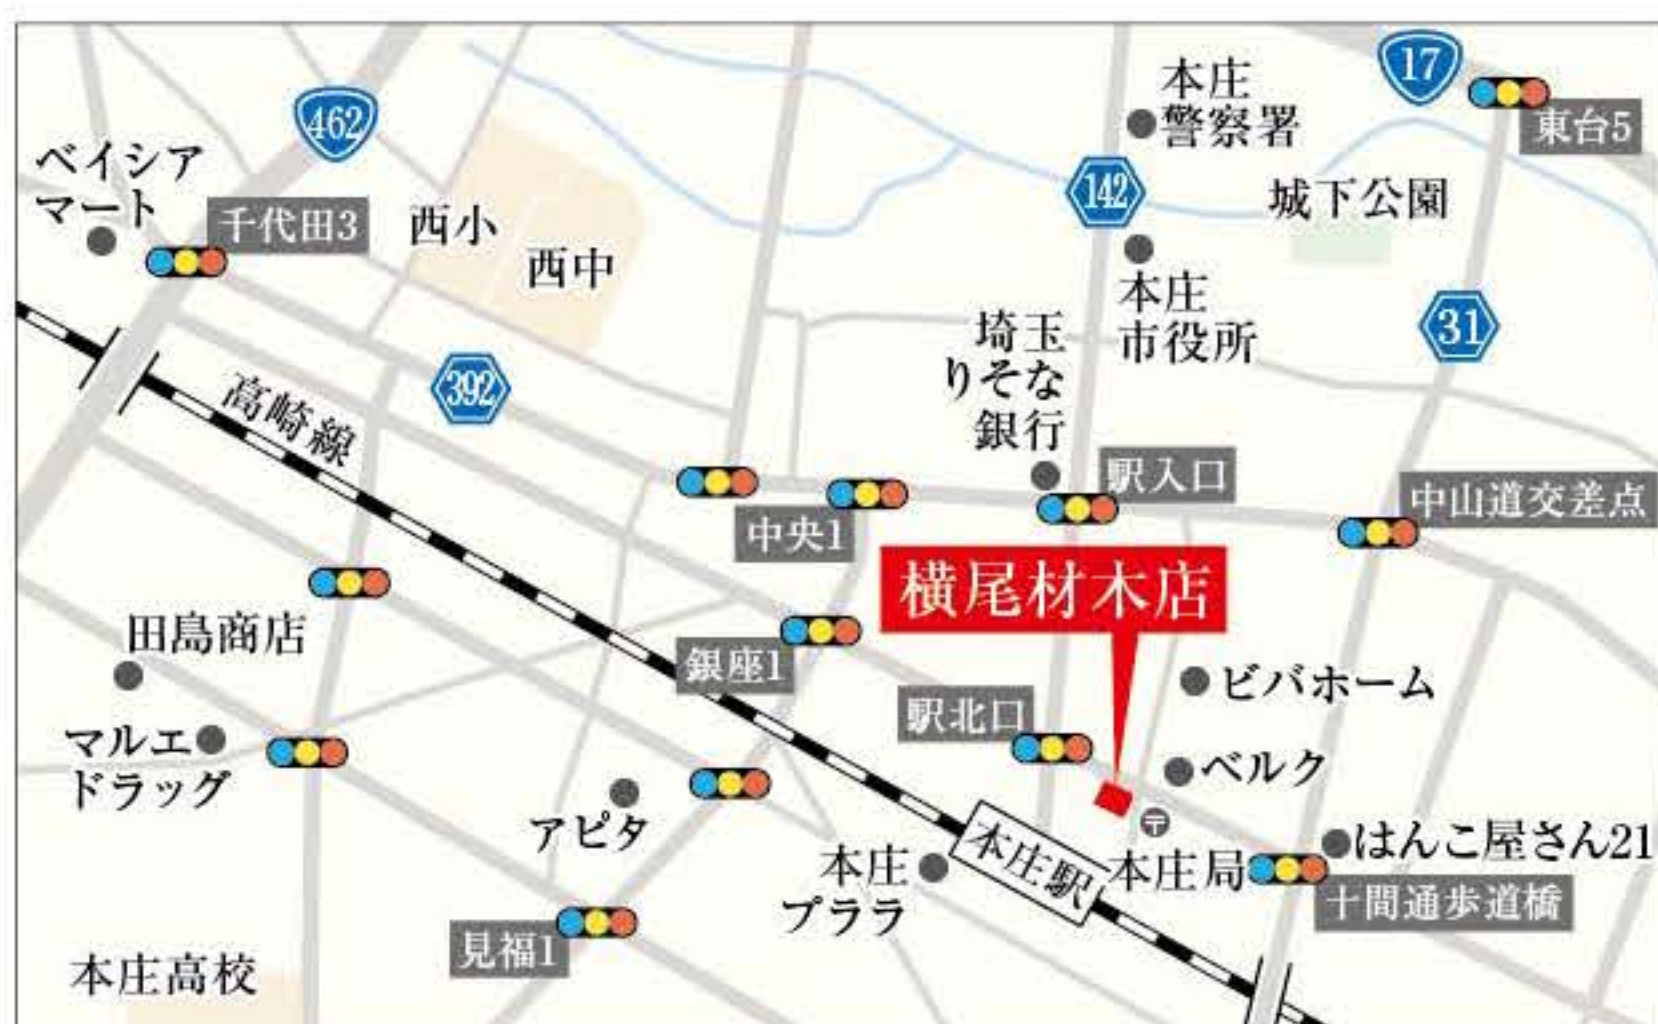 17
東台5
本庄
警察署
462
ベイシア
マート
千代田3
西小
西中
142
城下公園
本庄
市役所
埼玉
りそな
銀行
31
392
高崎線
駅入口
中山道交差点
中央1
横尾材木店
田島商店
銀座1
ビバホーム
駅北口
マルエ
ドラッグ
ベルク
アピタ
〒
本庄局
はんこ屋さん21
本庄駅
本庄
プララ
十間通歩道橋
見福1
本庄高校